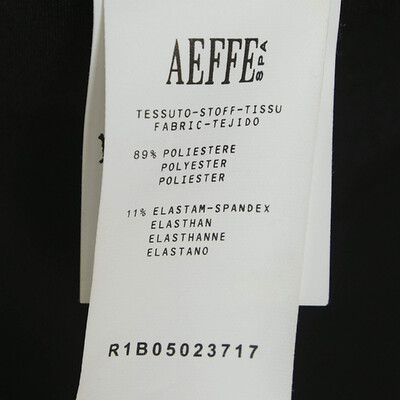 AEFFE SPA
TESSUTO-STOFF-TISSU
FABRIC-TEJIDO
89% POLIESTERE
POLYESTER
POLIESTER
11% ELASTAM-SPANDEX
ELASTHAN
ELASTHANNE
ELASTANO
R1B05023717